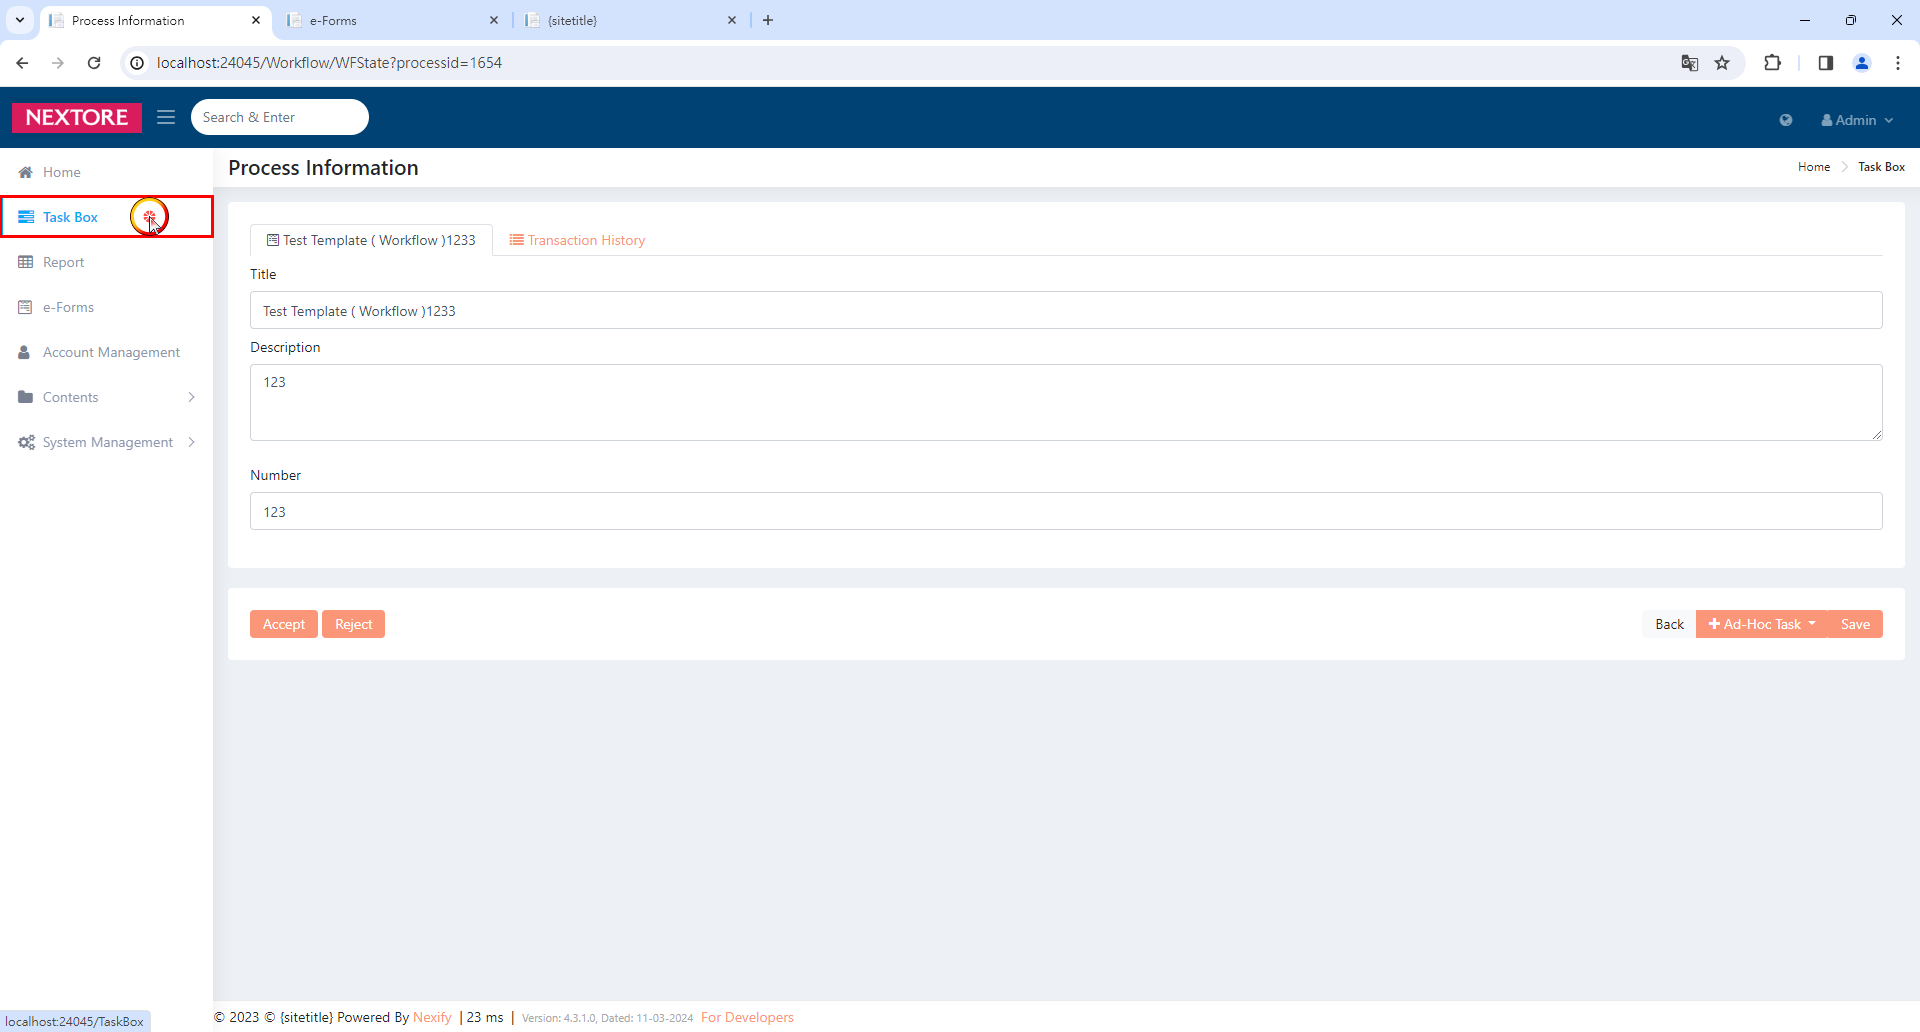 Process Information
e-Forms
{sitetitle}
localhost:24045/Workflow/WFState?processid=1654
NEXTORE
Search & Enter
Admin
Home
Task Box
Report
e-Forms
Account Management
Contents
System Management
Process Information
Home
Task Box
Test Template ( Workflow )1233
Transaction History
Title
Test Template ( Workflow )1233
Description
123
Number
123
Accept
Reject
Back
Ad-Hoc Task
Save
© 2023 © {sitetitle} Powered By Nexify | 23 ms | Version: 4.3.1.0, Dated: 11-03-2024 For Developers
localhost:24045/TaskBox